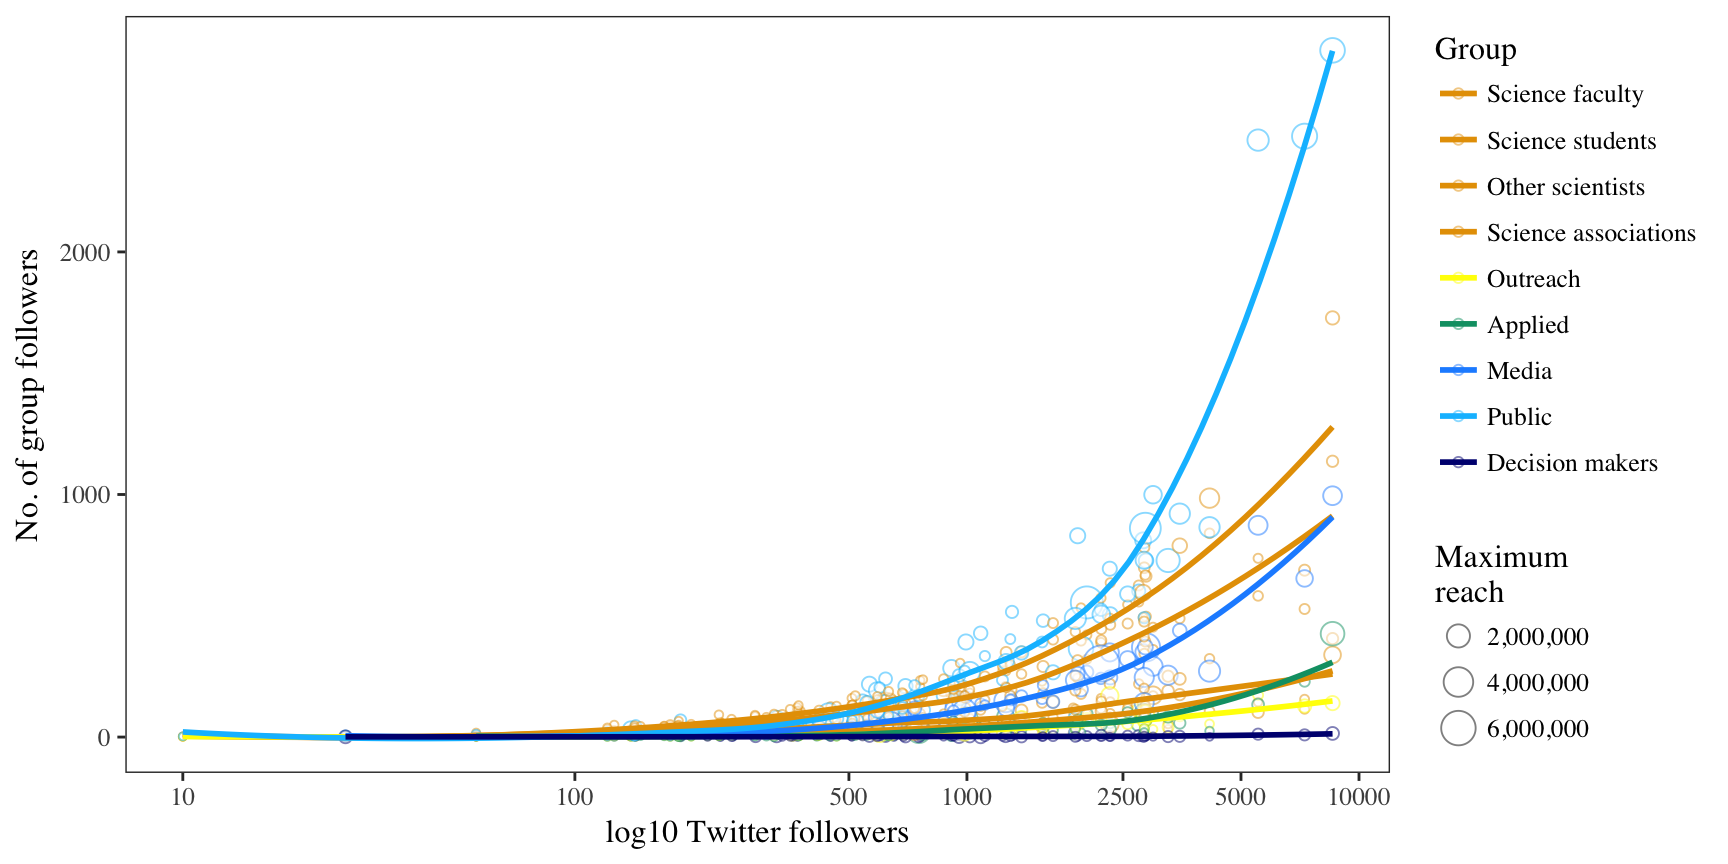 No. of group followers
2000
1000
0
10
100
500
1000
2500
5000
10000
log10 Twitter followers
Group
Science faculty
Science students
Other scientists
Science associations
Outreach
Applied
Media
Public
Decision makers
Maximum
reach
2,000,000
4,000,000
6,000,000